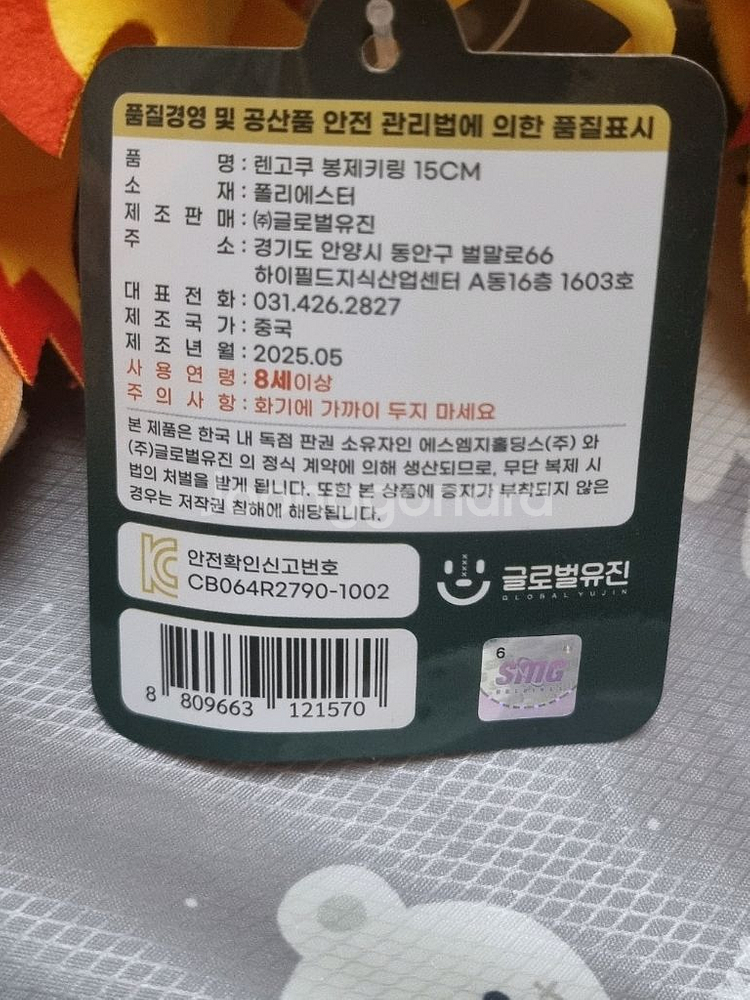 품질경영 및 공산품 안전 관리법에 의한 품질표시
품 명 : 렌고쿠 봉제키링 15CM
소 재 : 폴리에스터
제 조 판 매 : ㈜글로벌유진
주 소 : 경기도 안양시 동안구 벌말로66
하이필드지식산업센터 A동16층 1603호
대 표 전 화 : 031.426.2827
제 조 국 가 : 중국
제 조 년 월 : 2025.05
사 용 연 령 : 8세이상
주 의 사 항 : 화기에 가까이 두지 마세요
본 제품은 한국 내 독점 판권 소유자인 에스엠지홀딩스(주) 와
(주)글로벌유진 의 정식 계약에 의해 생산되므로, 무단 복제 시
법의 처벌을 받게 됩니다. 또한 본 상품에 증지가 부착되지 않은
경우는 저작권 침해에 해당됩니다.
joonggonara
안전확인신고번호
CB064R2790-1002
글로벌유진
GLOBAL YUJIN
8 809663 121570
6
SMG
HOLDINGS